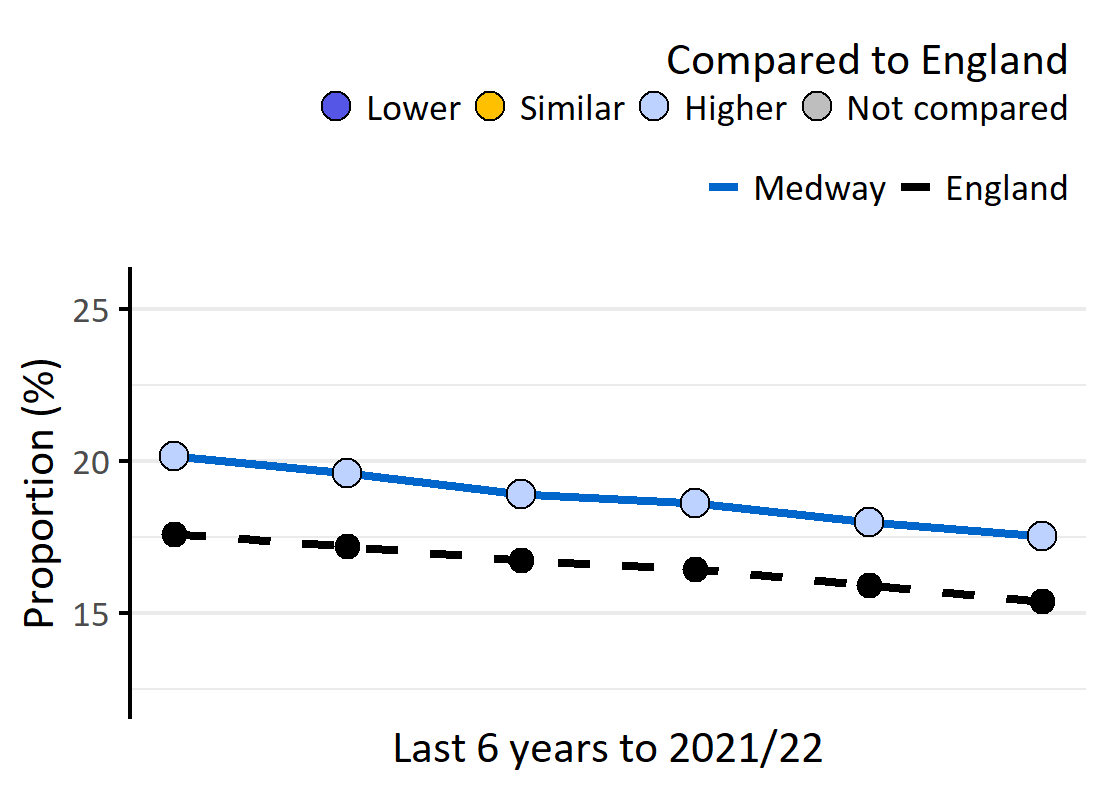 Compared to England
Lower Similar Higher Not compared
Medway England
25
20
15
Proportion (%)
Last 6 years to 2021/22